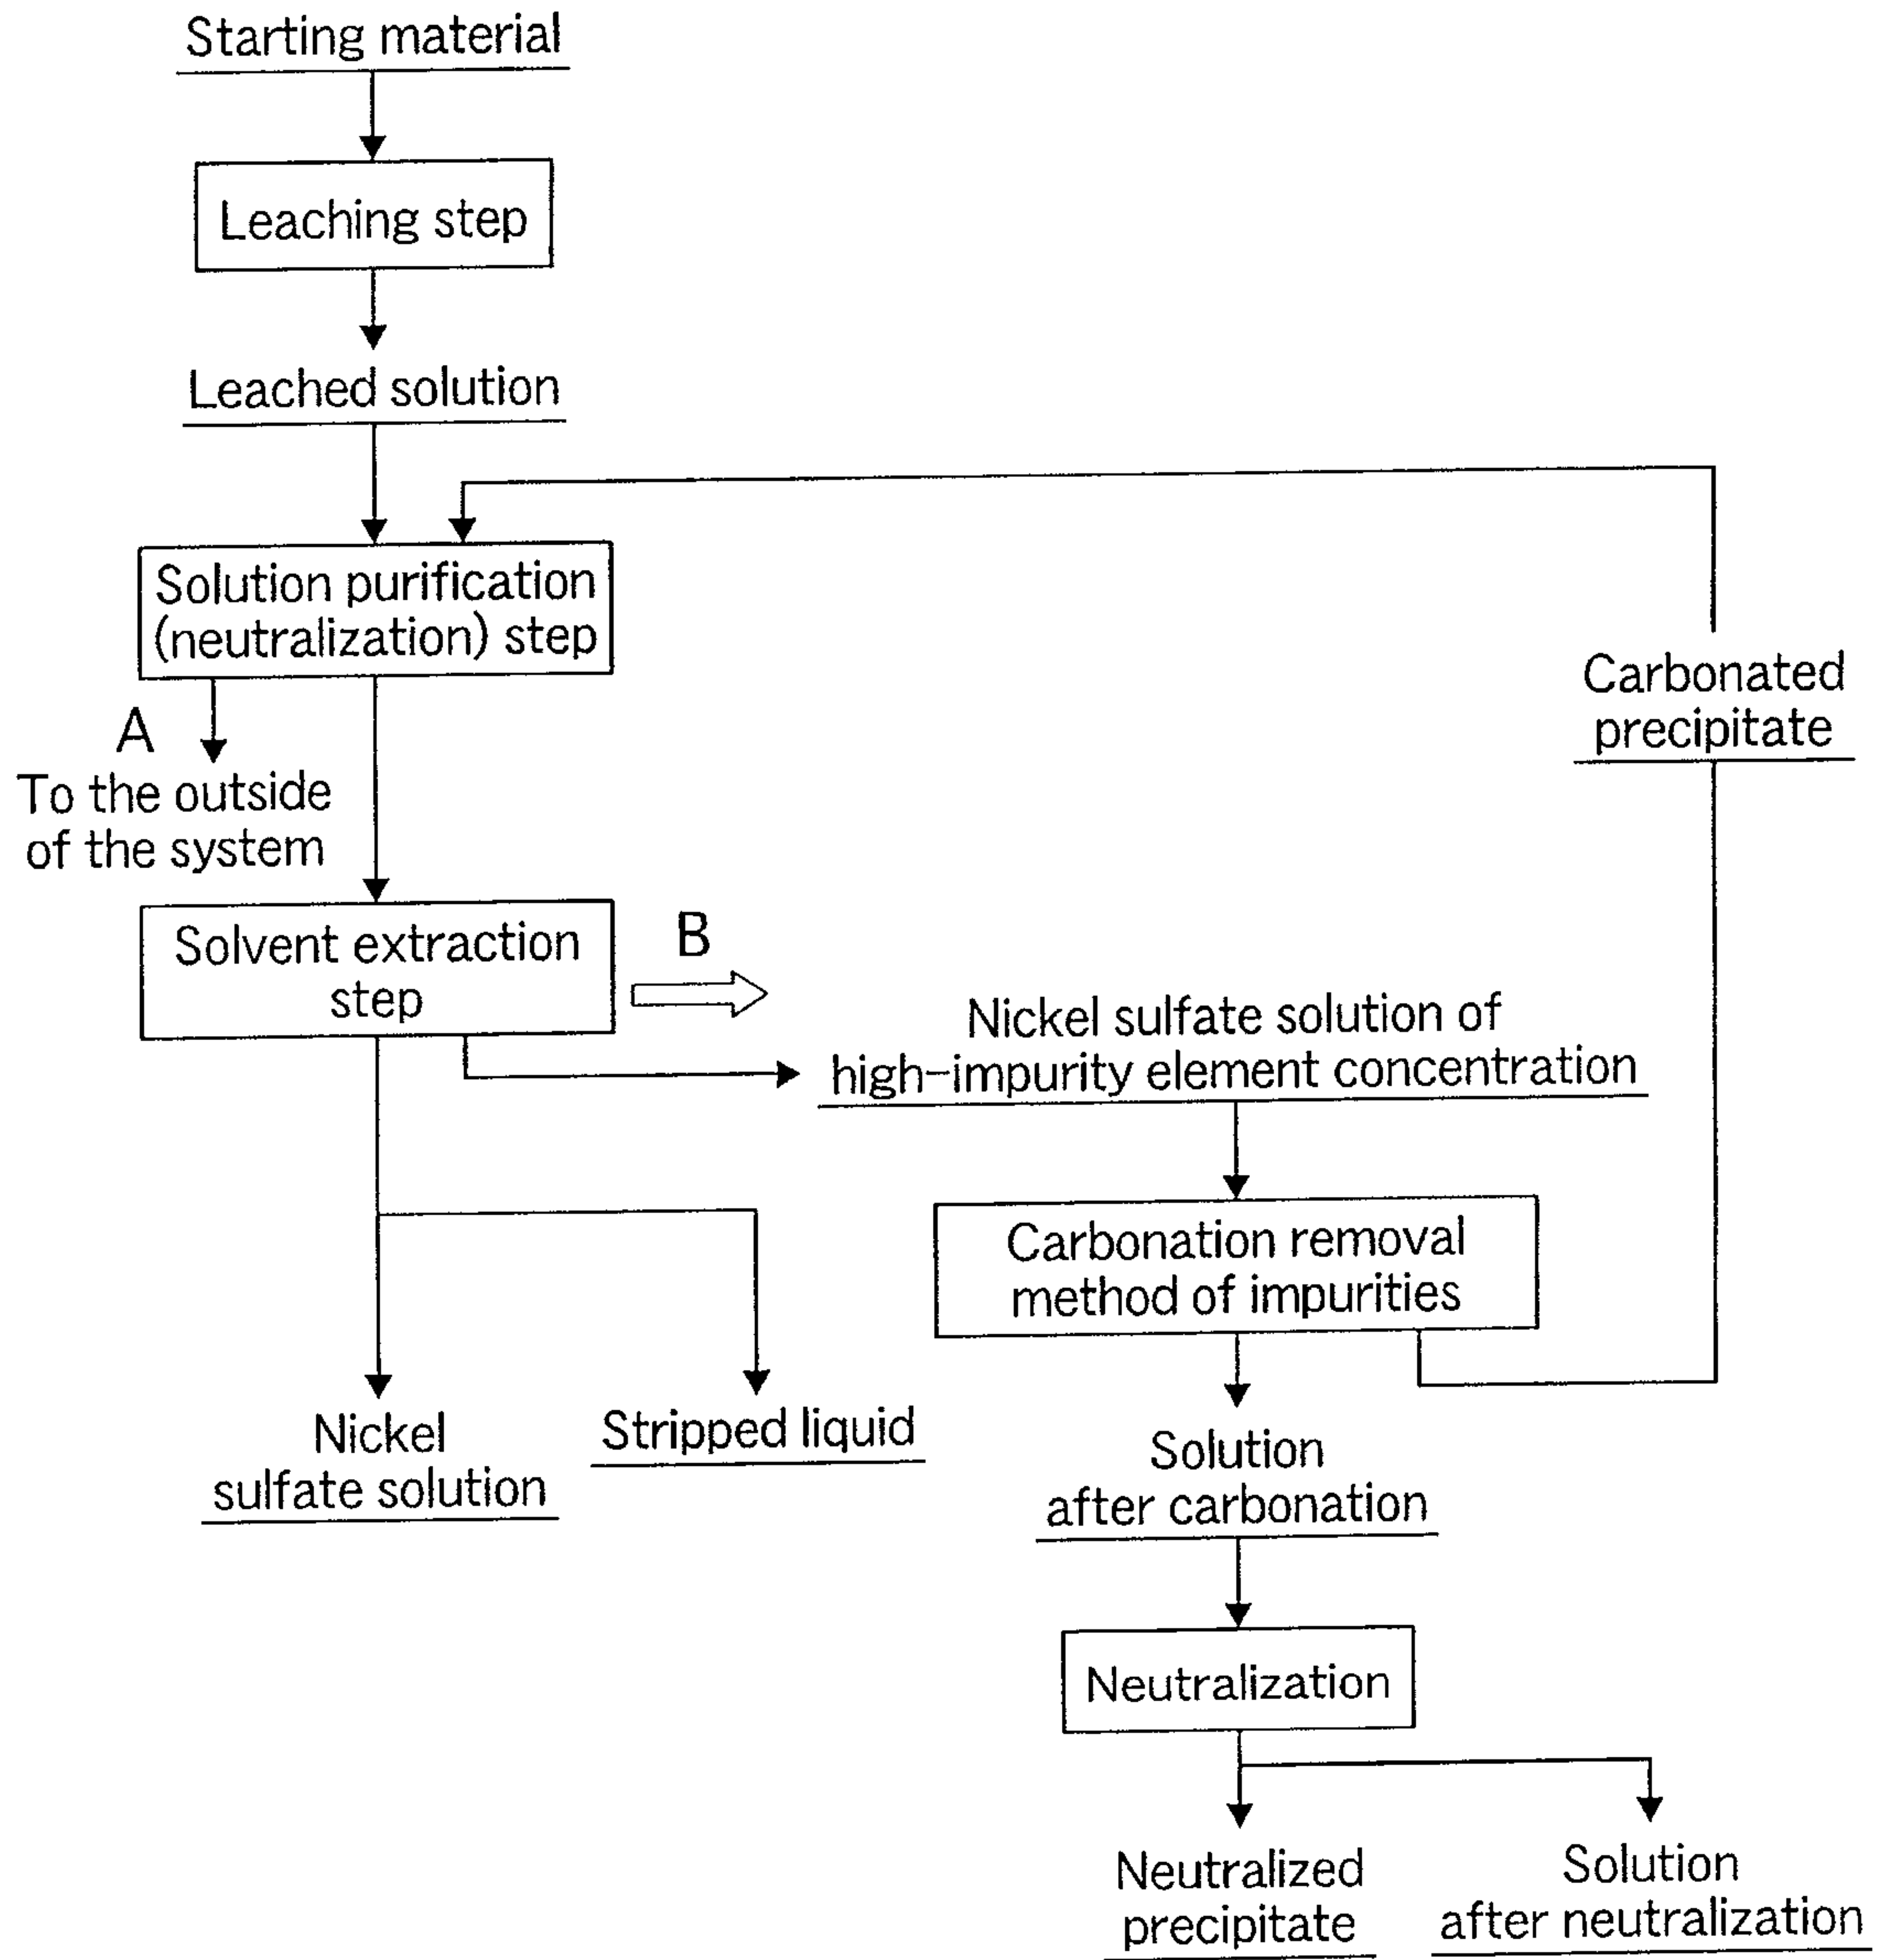 Starting material
Leaching step
Leached solution
Solution purification
(neutralization) step
Carbonated
precipitate
A
To the outside
of the system
Solvent extraction
step
B
Nickel sulfate solution of
high-impurity element concentration
Carbonation removal
method of impurities
Nickel
sulfate solution
Stripped liquid
Solution
after carbonation
Neutralization
Neutralized
precipitate
Solution
after neutralization